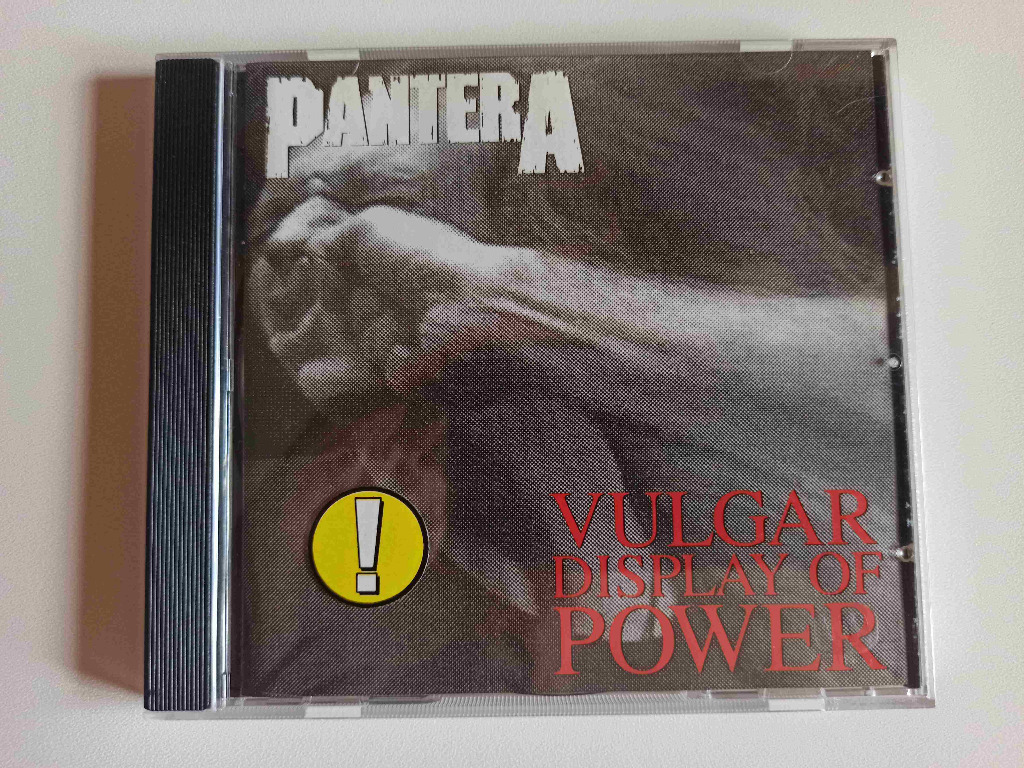 PANTERA
!
VULGAR
DISPLAY OF
POWER